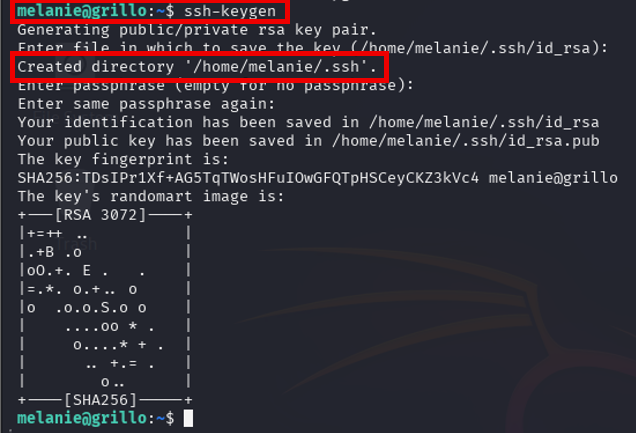 melanie@grillo:~$ ssh-keygen
Generating public/private rsa key pair.
Enter file in which to save the key (/home/melanie/.ssh/id_rsa):
Created directory '/home/melanie/.ssh'.
Enter passphrase (empty for no passphrase):
Enter same passphrase again:
Your identification has been saved in /home/melanie/.ssh/id_rsa
Your public key has been saved in /home/melanie/.ssh/id_rsa.pub
The key fingerprint is:
SHA256:TDsIPr1Xf+AG5TqTWosHFuIOwGFQTpHSCeyCKZ3kVc4 melanie@grillo
The key's randomart image is:
+---[RSA 3072]----+
|+=++ ..          |
|.+B .o           |
|oO.+. E .   .    |
|=.*. o.+.. o     |
|o  .o.o.S.o o    |
|    ....oo * .   |
|     o....* + .  |
|      .. +.= .   |
|        o..      |
+----[SHA256]-----+
melanie@grillo:~$